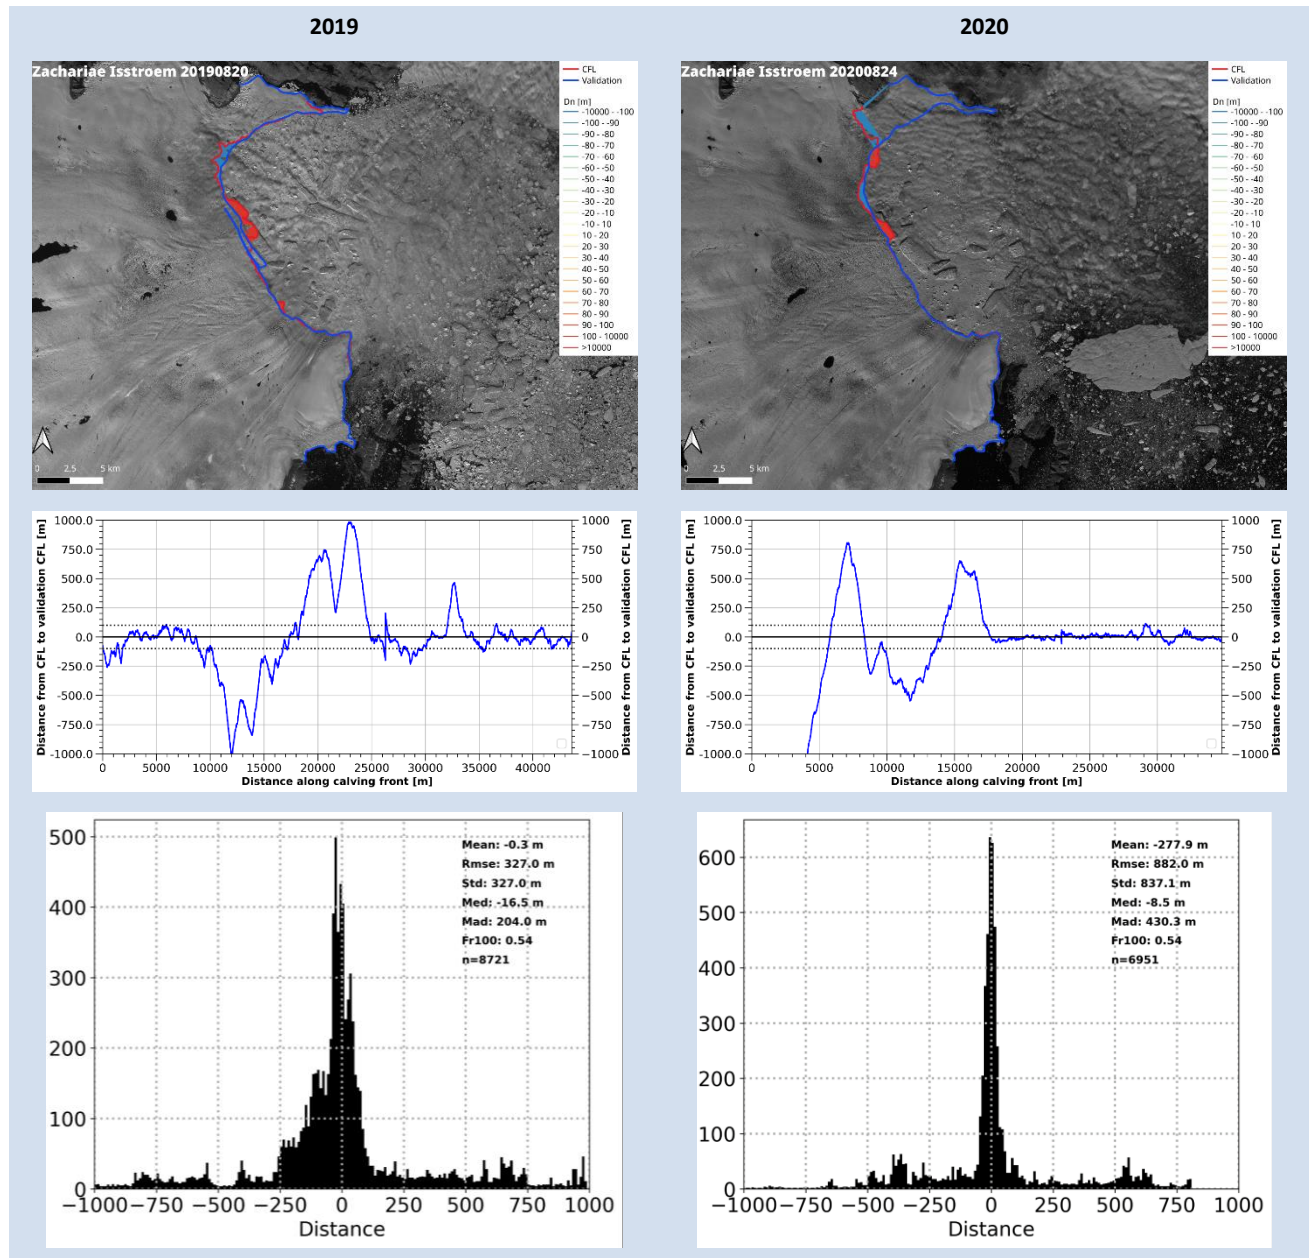 2019
2020
Zachariae Isstroem 20190820
CFL
Validation
Dn [m]
-10000 - -100
-100 - -90
-90 - -80
-80 - -70
-70 - -60
-60 - -50
-50 - -40
-40 - -30
-30 - -20
-20 - -10
-10 - 10
10 - 20
20 - 30
30 - 40
40 - 50
50 - 60
60 - 70
70 - 80
80 - 90
90 - 100
100 - 10000
>10000
0 2.5 5 km
Zachariae Isstroem 20200824
CFL
Validation
Dn [m]
-10000 - -100
-100 - -90
-90 - -80
-80 - -70
-70 - -60
-60 - -50
-50 - -40
-40 - -30
-30 - -20
-20 - -10
-10 - 10
10 - 20
20 - 30
30 - 40
40 - 50
50 - 60
60 - 70
70 - 80
80 - 90
90 - 100
100 - 10000
>10000
0 2.5 5 km
Distance from CFL to validation CFL [m]
1000.0
750.0
500.0
250.0
0.0
-250.0
-500.0
-750.0
-1000.0
1000
750
500
250
0
−250
−500
−750
−1000
Distance from CFL to validation CFL [m]
0 5000 10000 15000 20000 25000 30000 35000 40000
Distance along calving front [m]
Distance from CFL to validation CFL [m]
1000.0
750.0
500.0
250.0
0.0
-250.0
-500.0
-750.0
-1000.0
1000
750
500
250
0
−250
−500
−750
−1000
Distance from CFL to validation CFL [m]
0 5000 10000 15000 20000 25000 30000
Distance along calving front [m]
500
400
300
200
100
0
Mean: -0.3 m
Rmse: 327.0 m
Std: 327.0 m
Med: -16.5 m
Mad: 204.0 m
Fr100: 0.54
n=8721
−1000 −750 −500 −250 0 250 500 750 1000
Distance
600
500
400
300
200
100
0
Mean: -277.9 m
Rmse: 882.0 m
Std: 837.1 m
Med: -8.5 m
Mad: 430.3 m
Fr100: 0.54
n=6951
−1000 −750 −500 −250 0 250 500 750 1000
Distance